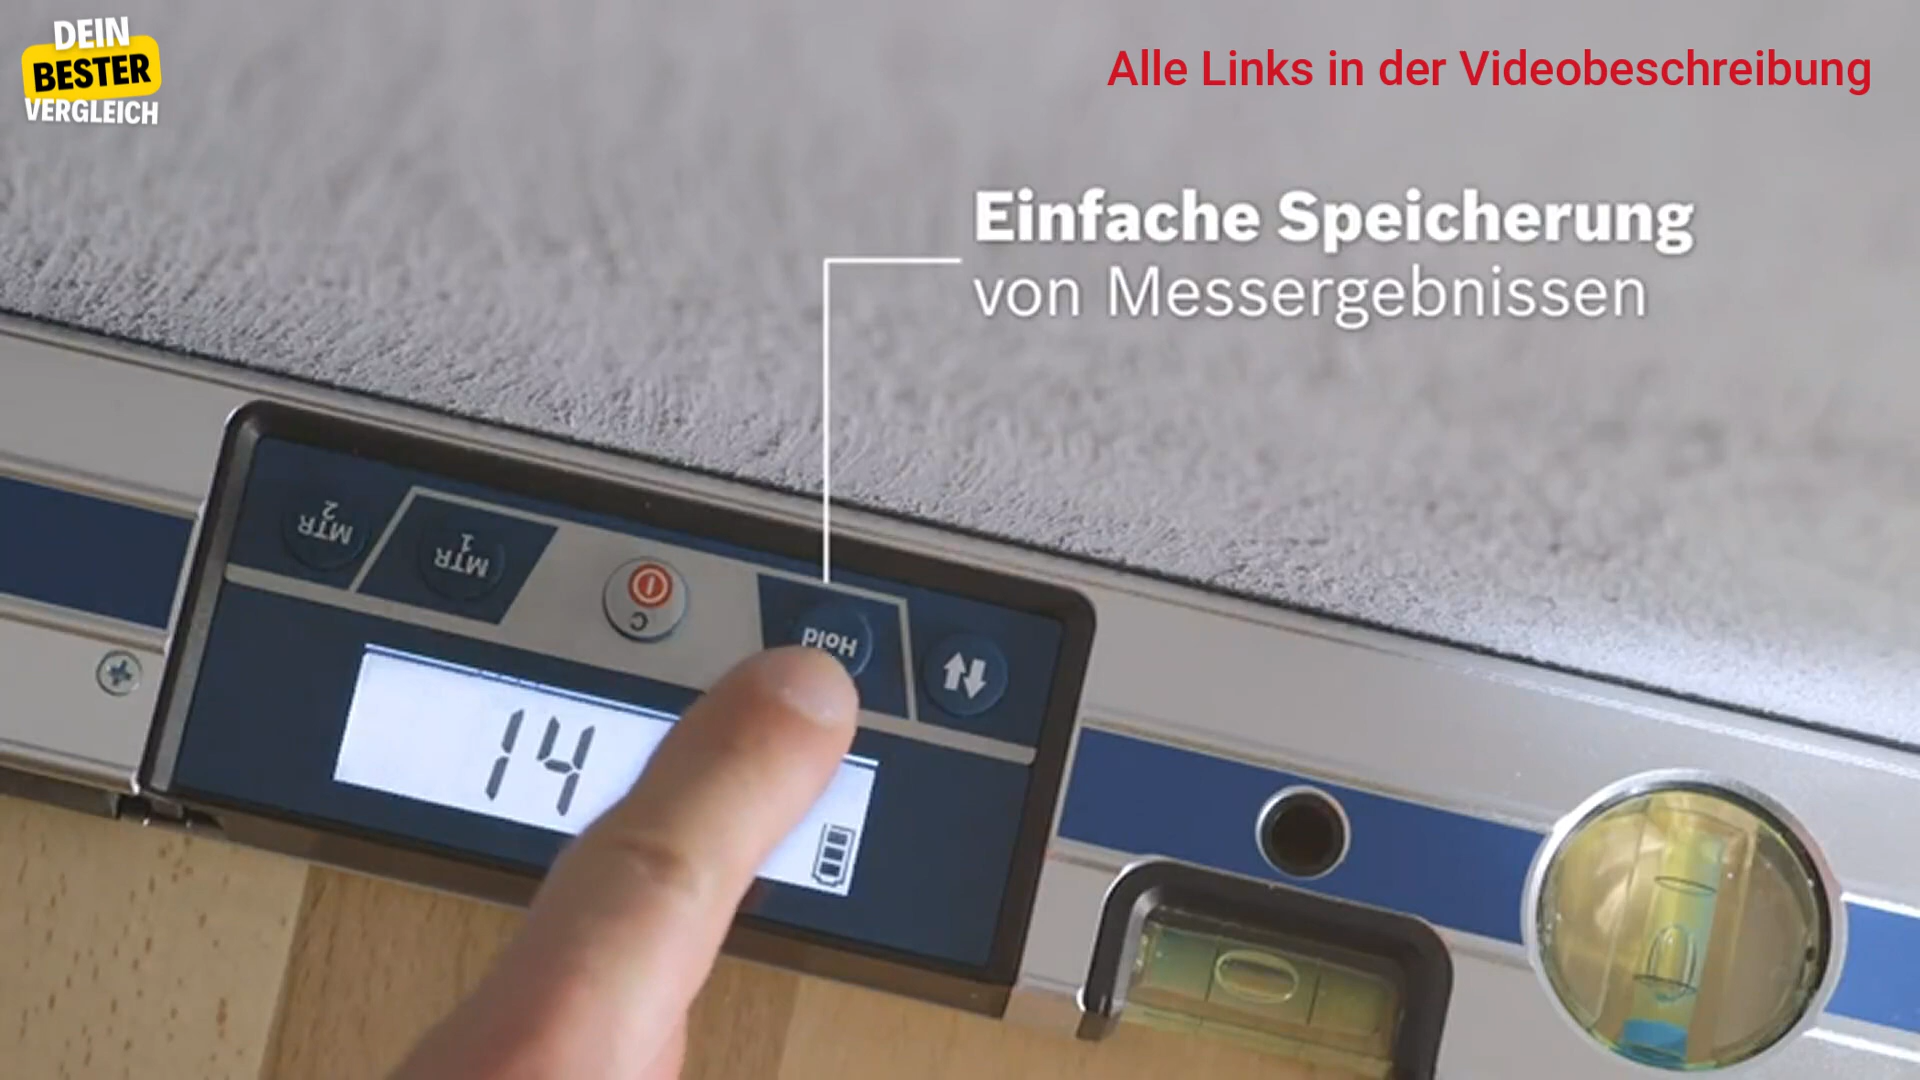 DEIN
BESTER
VERGLEICH
Alle Links in der Videobeschreibung
Einfache Speicherung
von Messergebnissen
MTR
2
MTR
1
C
Hold
14